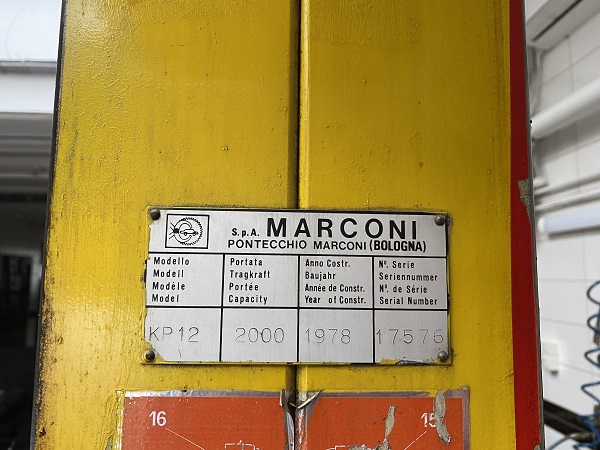 S.p.A. MARCONI
PONTECCHIO MARCONI (BOLOGNA)
Modello Portata Anno Costr. N°. Serie
Modell Tragkraft Baujahr Seriennummer
Modèle Portée Année de Constr. N°. de Série
Model Capacity Year of Constr. Serial Number
KP12 2000 1978 17576
16 15